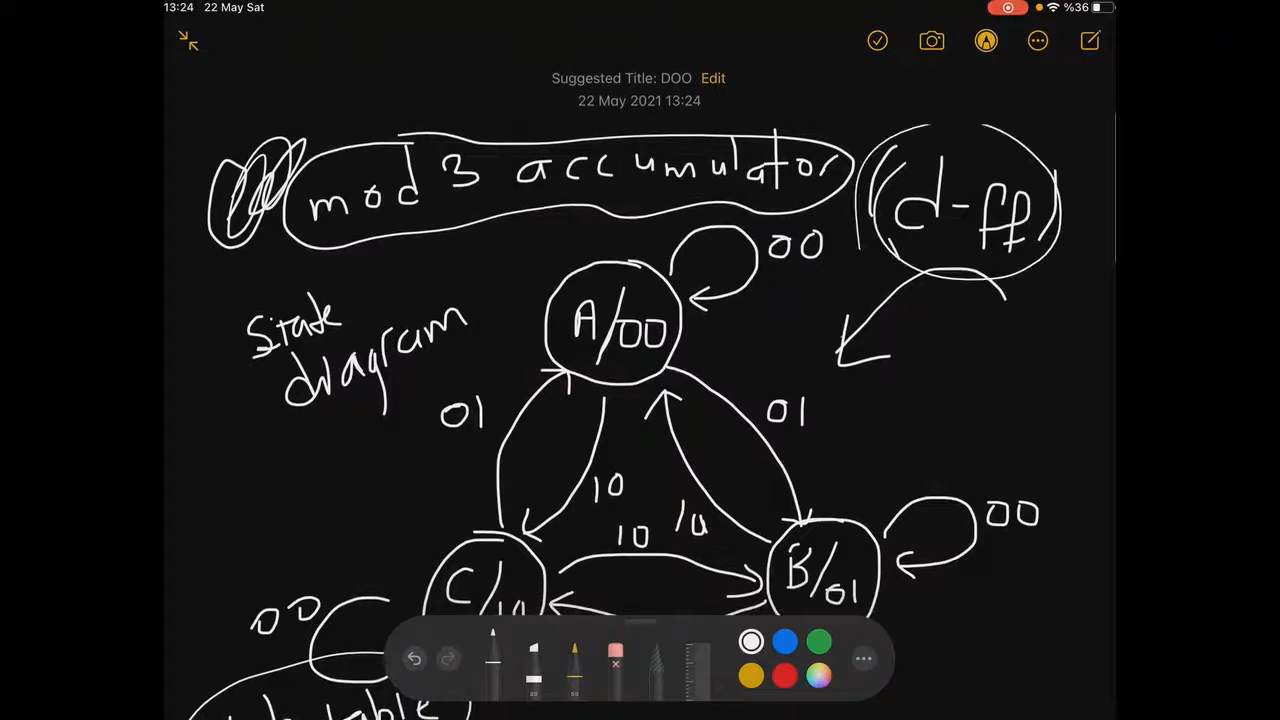 13:24 22 May Sat %36
Suggested Title: DOO Edit
22 May 2021 13:24
mod 3 accumulator
d-ff
00
A/00
State
diagram
01
01
10
10
10
00
C/10
B/01
00
table